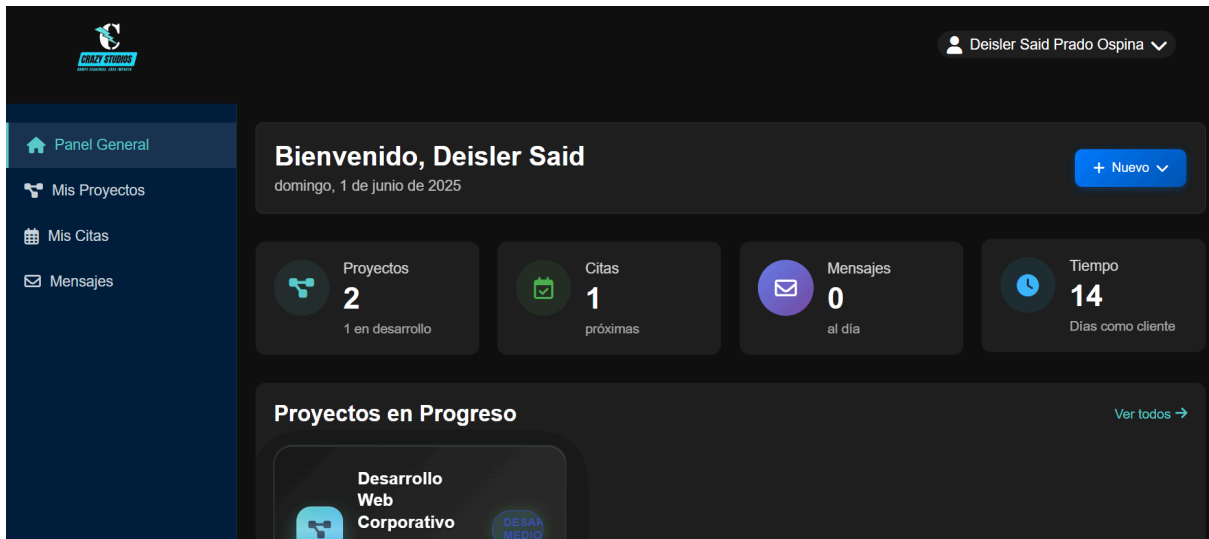 C
CRAZY STUDIOS
Deisler Said Prado Ospina
Panel General
Mis Proyectos
Mis Citas
Mensajes
Bienvenido, Deisler Said
domingo, 1 de junio de 2025
+ Nuevo
Proyectos
2
1 en desarrollo
Citas
1
próximas
Mensajes
0
al día
Tiempo
14
Días como cliente
Proyectos en Progreso
Ver todos
Desarrollo
Web
Corporativo
DESAR
MEDIO